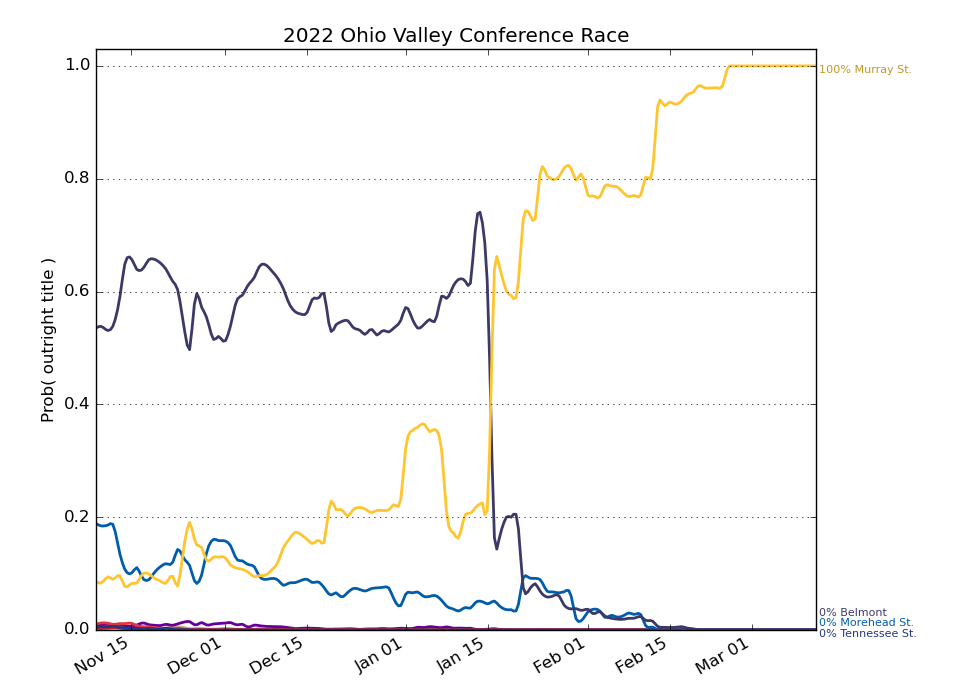 2022 Ohio Valley Conference Race
Prob( outright title )
1.0
0.8
0.6
0.4
0.2
0.0
Nov 15
Dec 01
Dec 15
Jan 01
Jan 15
Feb 01
Feb 15
Mar 01
100% Murray St.
0% Belmont
0% Morehead St.
0% Tennessee St.